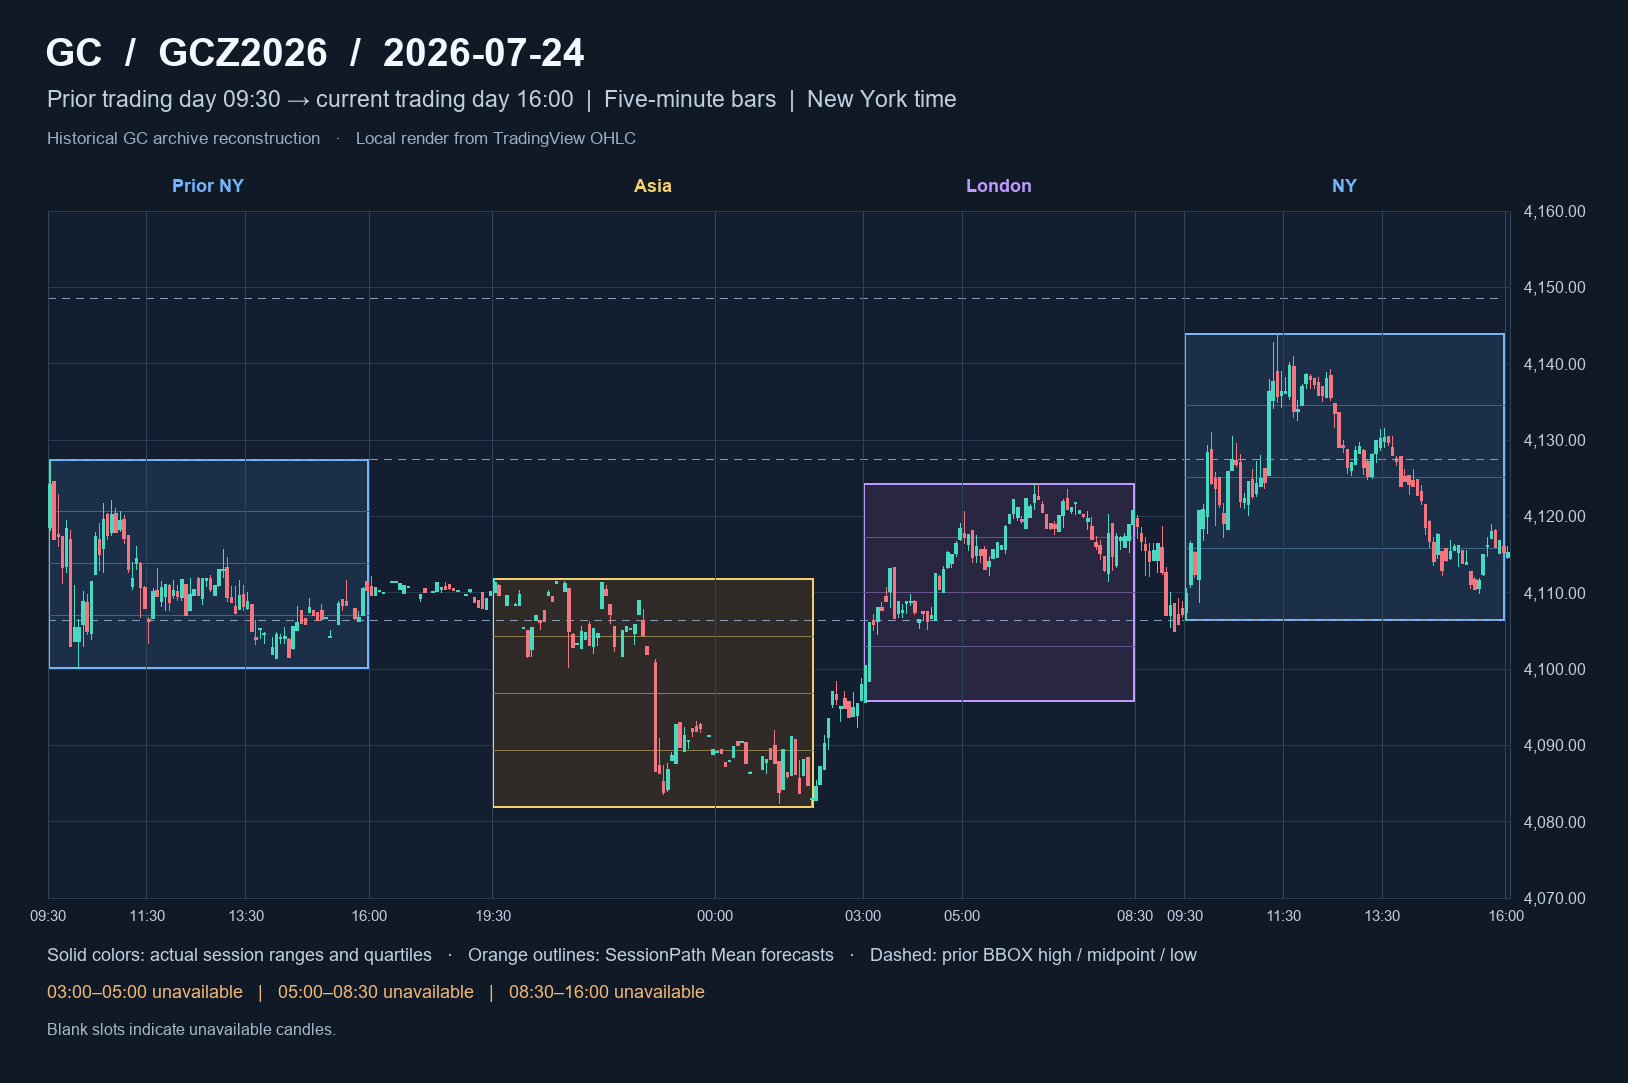 GC / GCZ2026 / 2026-07-24
Prior trading day 09:30 → current trading day 16:00 | Five-minute bars | New York time
Historical GC archive reconstruction · Local render from TradingView OHLC
Prior NY
Asia
London
NY
4,160.00
4,150.00
4,140.00
4,130.00
4,120.00
4,110.00
4,100.00
4,090.00
4,080.00
4,070.00
09:30 11:30 13:30 16:00 19:30 00:00 03:00 05:00 08:30 09:30 11:30 13:30 16:00
Solid colors: actual session ranges and quartiles · Orange outlines: SessionPath Mean forecasts · Dashed: prior BBOX high / midpoint / low
03:00–05:00 unavailable | 05:00–08:30 unavailable | 08:30–16:00 unavailable
Blank slots indicate unavailable candles.